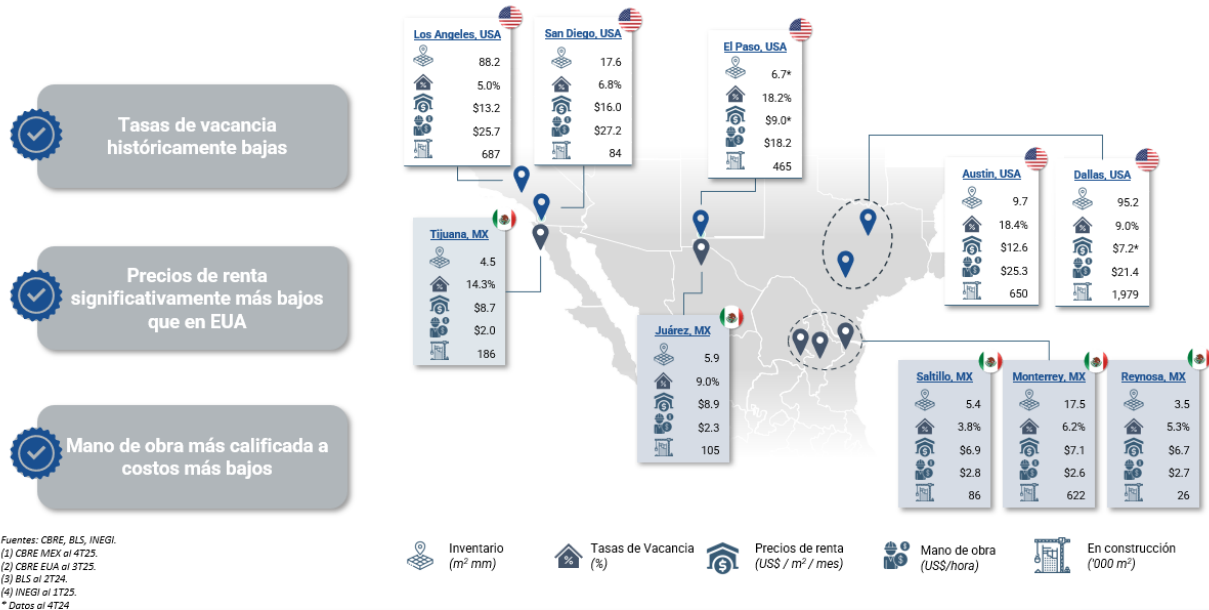 Tasas de vacancia
históricamente bajas
Precios de renta
significativamente más bajos
que en EUA
Mano de obra más calificada a
costos más bajos
Los Angeles, USA
88.2
5.0%
$13.2
$25.7
687
San Diego, USA
17.6
6.8%
$16.0
$27.2
84
El Paso, USA
6.7*
18.2%
$9.0*
$18.2
465
Austin, USA
9.7
18.4%
$12.6
$25.3
650
Dallas, USA
95.2
9.0%
$7.2*
$21.4
1,979
Tijuana, MX
4.5
14.3%
$8.7
$2.0
186
Juárez, MX
5.9
9.0%
$8.9
$2.3
105
Saltillo, MX
5.4
3.8%
$6.9
$2.8
86
Monterrey, MX
17.5
6.2%
$7.1
$2.6
622
Reynosa, MX
3.5
5.3%
$6.7
$2.7
26
Inventario
(m² mm)
Tasas de Vacancia
(%)
Precios de renta
(US$ / m² / mes)
Mano de obra
(US$/hora)
En construcción
('000 m²)
Fuentes: CBRE, BLS, INEGI.
(1) CBRE MEX al 4T25.
(2) CBRE EUA al 3T25.
(3) BLS al 2T24.
(4) INEGI al 1T25.
* Datos al 4T24